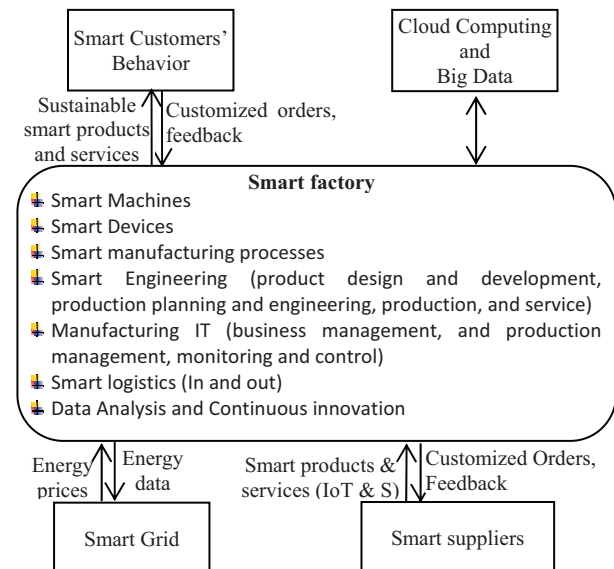 Smart Customers’
Behavior
Cloud Computing
and
Big Data
Sustainable
smart products
and services
Customized orders,
feedback
Smart factory
Smart Machines
Smart Devices
Smart manufacturing processes
Smart Engineering (product design and development,
production planning and engineering, production, and service)
Manufacturing IT (business management, and production
management, monitoring and control)
Smart logistics (In and out)
Data Analysis and Continuous innovation
Energy
prices
Energy
data
Smart products &
services (IoT & S)
Customized Orders,
Feedback
Smart Grid
Smart suppliers